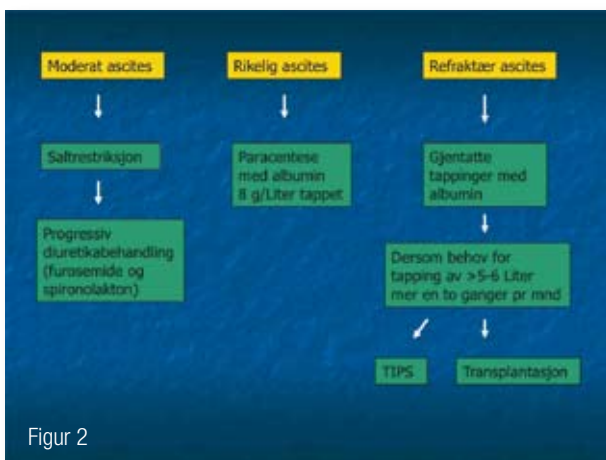 Moderat ascites
Saltrestriksjon
Progressiv
diuretikabehandling
(furosemide og
spironolakton)
Rikelig ascites
Paracentese
med albumin
8 g/Liter tappet
Refraktær ascites
Gjentatte
tappinger med
albumin
Dersom behov for
tapping av >5-6 Liter
mer en to ganger pr mnd
TIPS
Transplantasjon
Figur 2